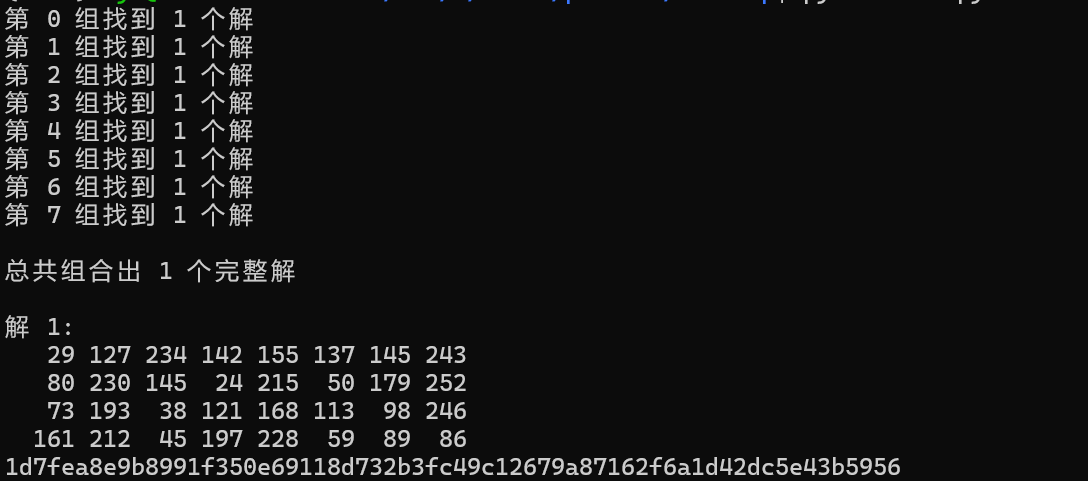 第 0 组找到 1 个解
第 1 组找到 1 个解
第 2 组找到 1 个解
第 3 组找到 1 个解
第 4 组找到 1 个解
第 5 组找到 1 个解
第 6 组找到 1 个解
第 7 组找到 1 个解
总共组合出 1 个完整解
解 1:
29 127 234 142 155 137 145 243
80 230 145 24 215 50 179 252
73 193 38 121 168 113 98 246
161 212 45 197 228 59 89 86
1d7fea8e9b8991f350e69118d732b3fc49c12679a87162f6a1d42dc5e43b5956